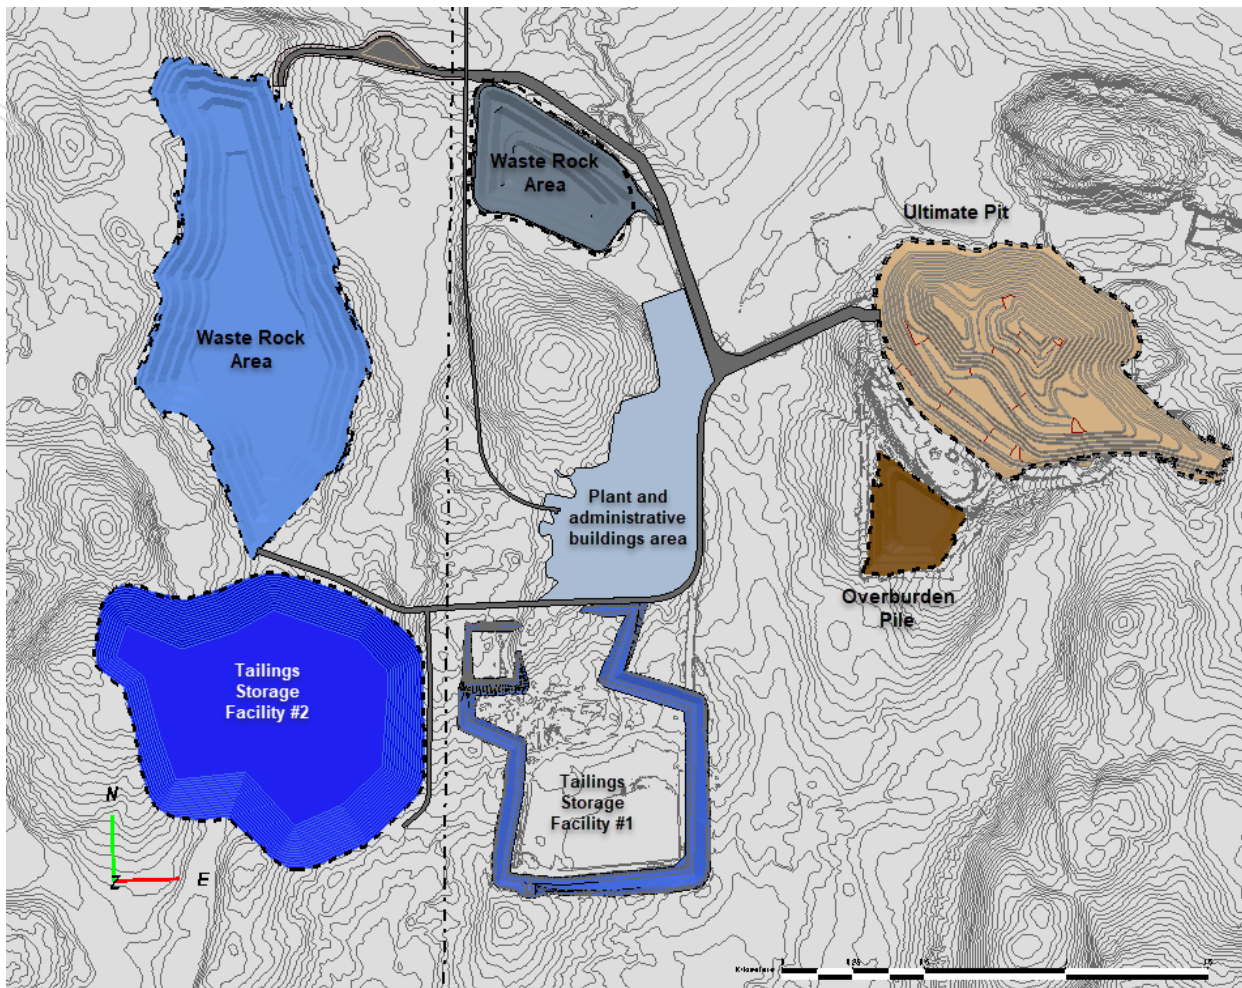 Waste Rock
Area
Ultimate Pit
Waste Rock
Area
Plant and
administrative
buildings area
Overburden
Pile
Tailings
Storage
Facility #2
Tailings
Storage
Facility #1
N
Z
E